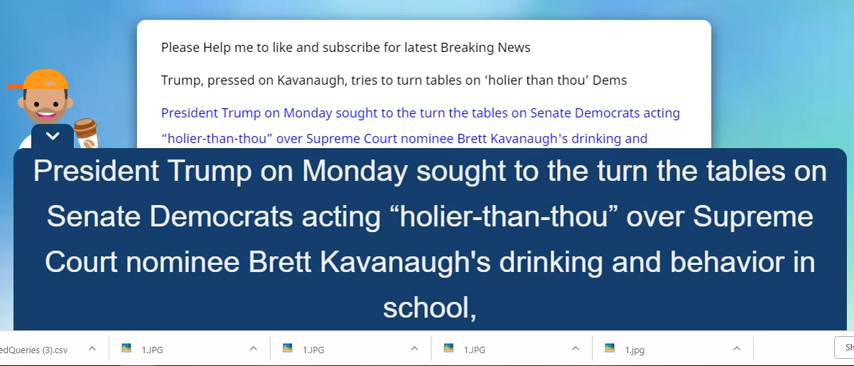 Please Help me to like and subscribe for latest Breaking News
Trump, pressed on Kavanaugh, tries to turn tables on ‘holier than thou’ Dems
President Trump on Monday sought to the turn the tables on Senate Democrats acting
“holier-than-thou” over Supreme Court nominee Brett Kavanaugh's drinking and
President Trump on Monday sought to the turn the tables on
Senate Democrats acting “holier-than-thou” over Supreme
Court nominee Brett Kavanaugh's drinking and behavior in
school,
edQueries (3).csv
1.JPG
1.JPG
1.JPG
1.jpg
Sh